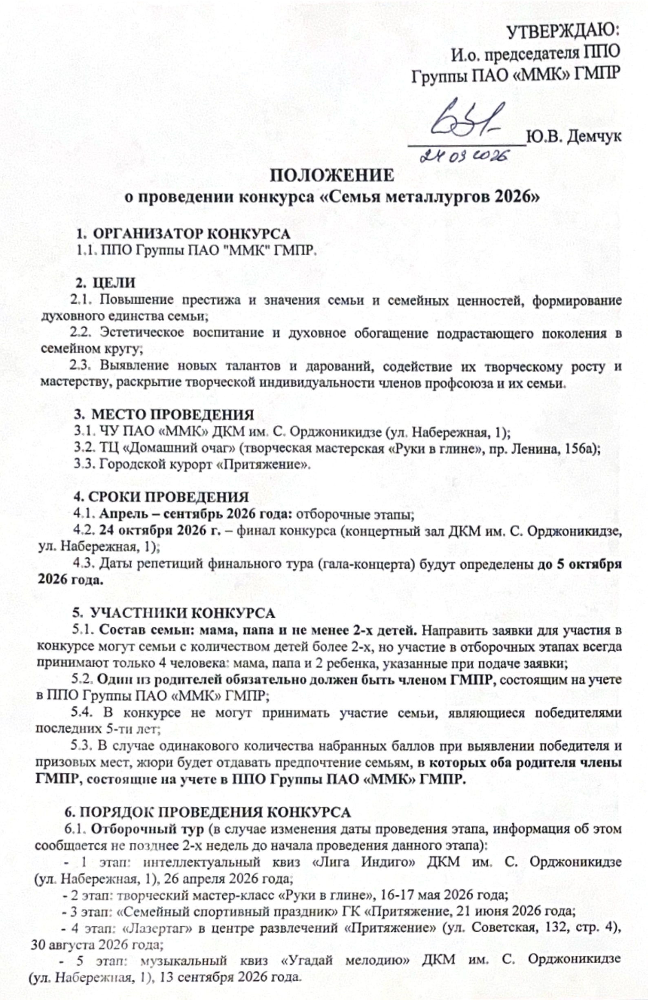 УТВЕРЖДАЮ:
И.о. председателя ППО
Группы ПАО «ММК» ГМПР
Ю.В. Демчук
24 03 2026
ПОЛОЖЕНИЕ
о проведении конкурса «Семья металлургов 2026»
1. ОРГАНИЗАТОР КОНКУРСА
1.1. ППО Группы ПАО "ММК" ГМПР.
2. ЦЕЛИ
2.1. Повышение престижа и значения семьи и семейных ценностей, формирование
духовного единства семьи;
2.2. Эстетическое воспитание и духовное обогащение подрастающего поколения в
семейном кругу;
2.3. Выявление новых талантов и дарований, содействие их творческому росту и
мастерству, раскрытие творческой индивидуальности членов профсоюза и их семьи.
3. МЕСТО ПРОВЕДЕНИЯ
3.1. ЧУ ПАО «ММК» ДКМ им. С. Орджоникидзе (ул. Набережная, 1);
3.2. ТЦ «Домашний очаг» (творческая мастерская «Руки в глине», пр. Ленина, 156а);
3.3. Городской курорт «Притяжение».
4. СРОКИ ПРОВЕДЕНИЯ
4.1. Апрель – сентябрь 2026 года: отборочные этапы;
4.2. 24 октября 2026 г. – финал конкурса (концертный зал ДКМ им. С. Орджоникидзе,
ул. Набережная, 1);
4.3. Даты репетиций финального тура (гала-концерта) будут определены до 5 октября
2026 года.
5. УЧАСТНИКИ КОНКУРСА
5.1. Состав семьи: мама, папа и не менее 2-х детей. Направить заявки для участия в
конкурсе могут семьи с количеством детей более 2-х, но участие в отборочных этапах всегда
принимают только 4 человека: мама, папа и 2 ребенка, указанные при подаче заявки;
5.2. Один из родителей обязательно должен быть членом ГМПР, состоящим на учете
в ППО Группы ПАО «ММК» ГМПР;
5.4. В конкурсе не могут принимать участие семьи, являющиеся победителями
последних 5-ти лет;
5.3. В случае одинакового количества набранных баллов при выявлении победителя и
призовых мест, жюри будет отдавать предпочтение семьям, в которых оба родителя члены
ГМПР, состоящие на учете в ППО Группы ПАО «ММК» ГМПР.
6. ПОРЯДОК ПРОВЕДЕНИЯ КОНКУРСА
6.1. Отборочный тур (в случае изменения даты проведения этапа, информация об этом
сообщается не позднее 2-х недель до начала проведения данного этапа):
- 1 этап: интеллектуальный квиз «Лига Индиго» ДКМ им. С. Орджоникидзе
(ул. Набережная, 1), 26 апреля 2026 года;
- 2 этап: творческий мастер-класс «Руки в глине», 16-17 мая 2026 года;
- 3 этап: «Семейный спортивный праздник» ГК «Притяжение, 21 июня 2026 года;
- 4 этап: «Лазертаг» в центре развлечений «Притяжение» (ул. Советская, 132, стр. 4),
30 августа 2026 года;
- 5 этап: музыкальный квиз «Угадай мелодию» ДКМ им. С. Орджоникидзе
(ул. Набережная, 1), 13 сентября 2026 года.